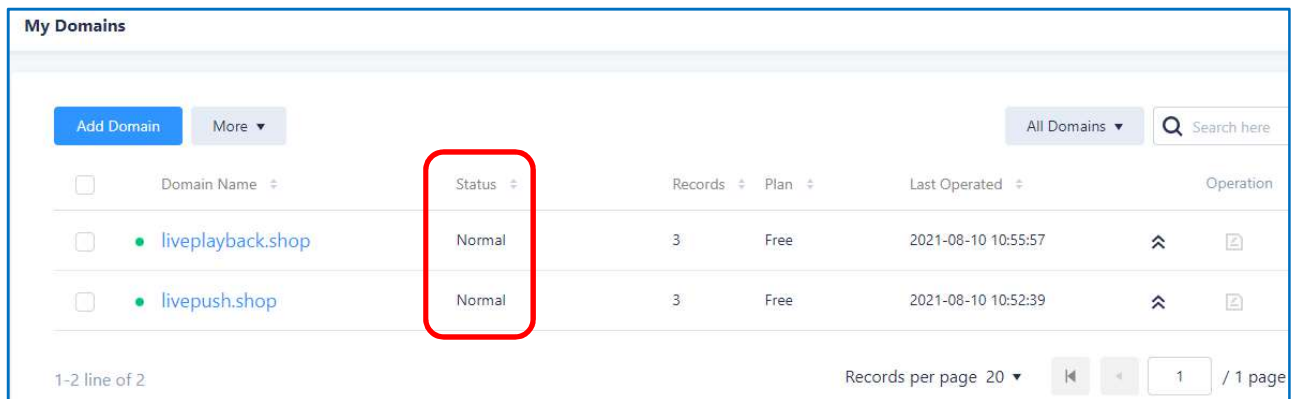 My Domains
Add Domain More All Domains Search here
Domain Name Status Records Plan Last Operated Operation
liveplayback.shop Normal 3 Free 2021-08-10 10:55:57
livepush.shop Normal 3 Free 2021-08-10 10:52:39
1-2 line of 2 Records per page 20 1 / 1 page